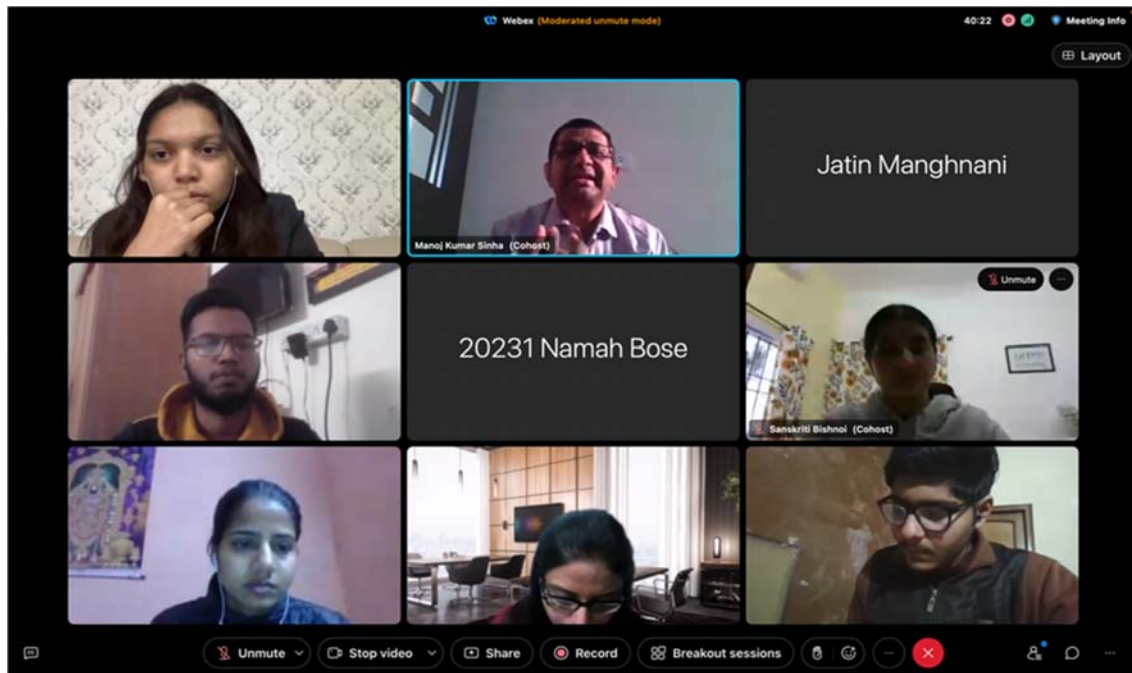 Webex (Moderated unmute mode)
40:22
Meeting Info
Layout
Manoj Kumar Sinha (Cohost)
Jatin Manghnani
20231 Namah Bose
Unmute
Sanskriti Bishnoi (Cohost)
Unmute
Stop video
Share
Record
Breakout sessions